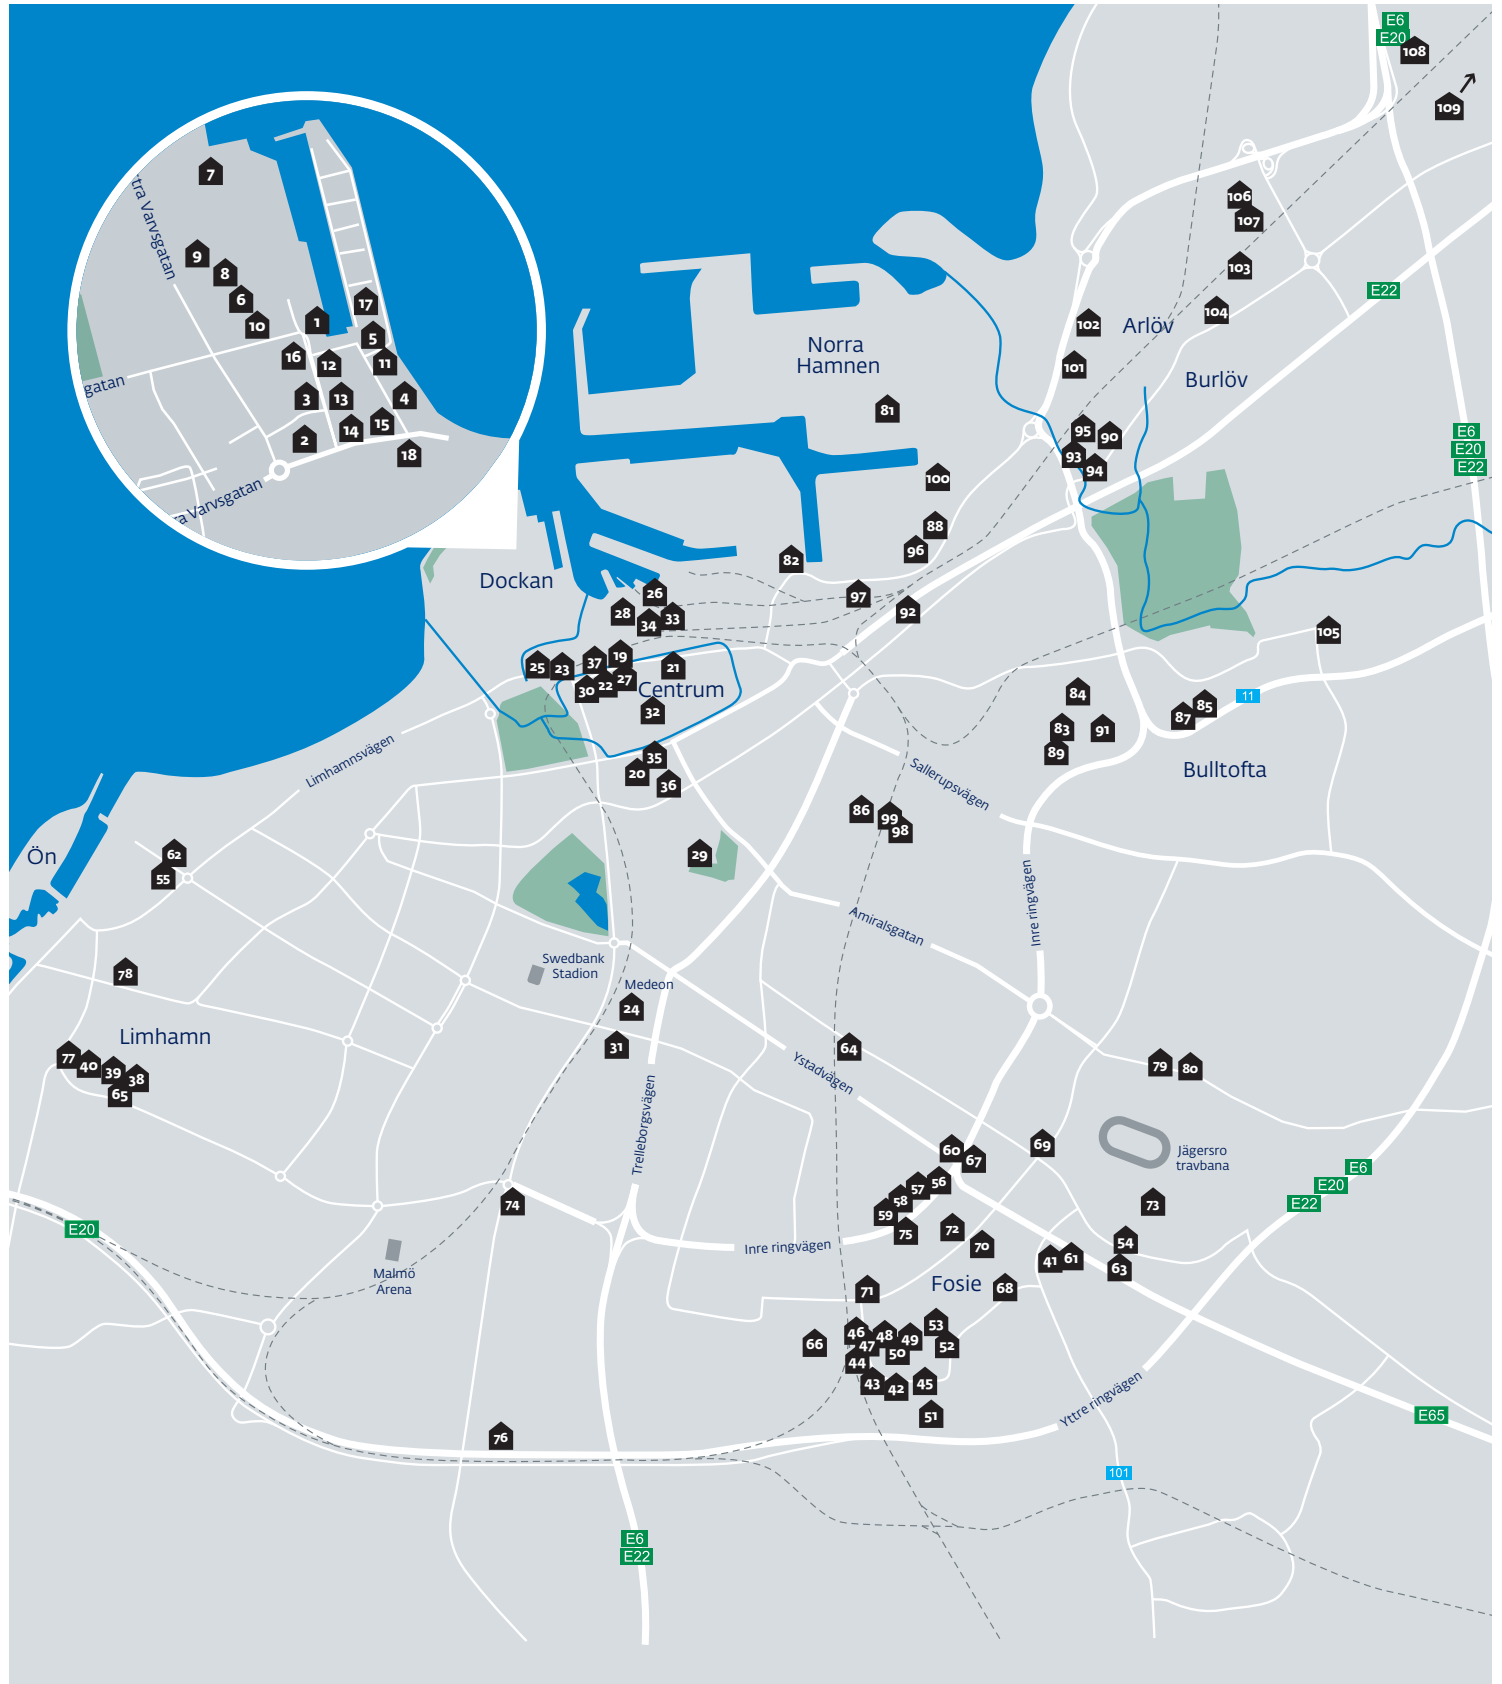 E6
E20
108
109
7
tra Varvsgatan
106
107
9
8
103
6
17
E22
10
1
104
5
102
Arlöv
16
12
11
Norra
Hamnen
101
gatan
Burlöv
3
13
4
81
15
14
2
95
90
E6
E20
E22
18
93
94
100
ra Varvsgatan
88
96
82
Dockan
26
97
28
34
33
92
105
25
23
37
19
21
30
22
27
Centrum
32
84
11
85
87
83
91
89
Limhamnsvägen
35
20
36
Sallerupsvägen
Bulltofta
86
99
98
Ön
62
55
29
Inre ringvägen
Amiralsgatan
78
Swedbank
Stadion
Medeon
24
Limhamn
31
64
77
40
39
38
65
Ystadvägen
79
80
Trelleborgsvägen
60
67
69
Jägersro
travbana
E6
E20
E22
56
57
58
59
75
72
70
73
74
E20
Inre ringvägen
54
41
61
63
Malmö
Arena
71
Fosie
68
66
46
47
48
49
50
53
52
44
43
42
45
51
Yttre ringvägen
E65
76
101
E6
E22